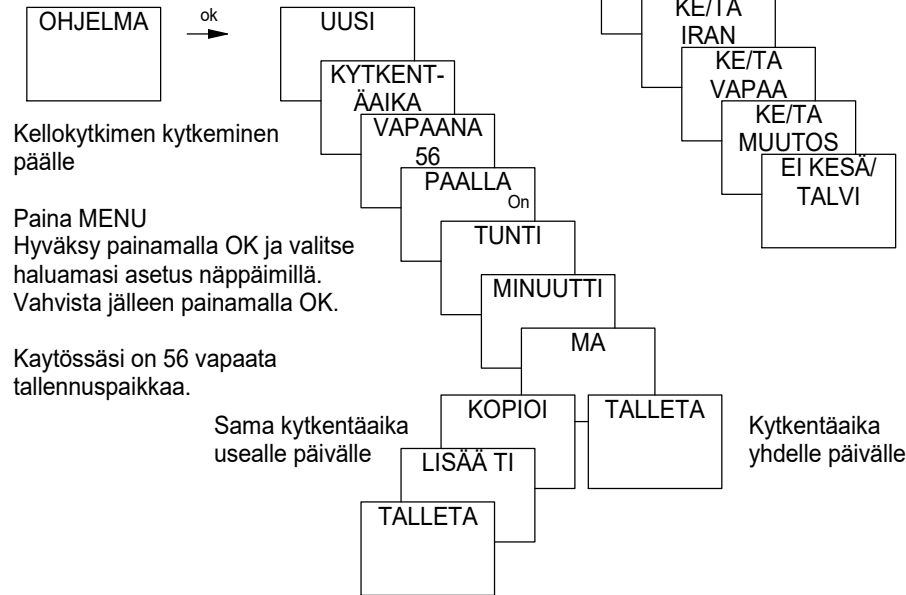 OHJELMA
ok
UUSI
KYTKENT-
ÄAIKA
VAPAANA
56
PAALLA
On
TUNTI
MINUUTTI
MA
KOPIOI
LISÄÄ TI
TALLETA
TALLETA
KE/TA
IRAN
KE/TA
VAPAA
KE/TA
MUUTOS
EI KESÄ/
TALVI
Kellokytkimen kytkeminen
päälle
Paina MENU
Hyväksy painamalla OK ja valitse
haluamasi asetus näppäimillä.
Vahvista jälleen painamalla OK.
Kaytössäsi on 56 vapaata
tallennuspaikkaa.
Sama kytkentäaika
usealle päivälle
Kytkentäaika
yhdelle päivälle